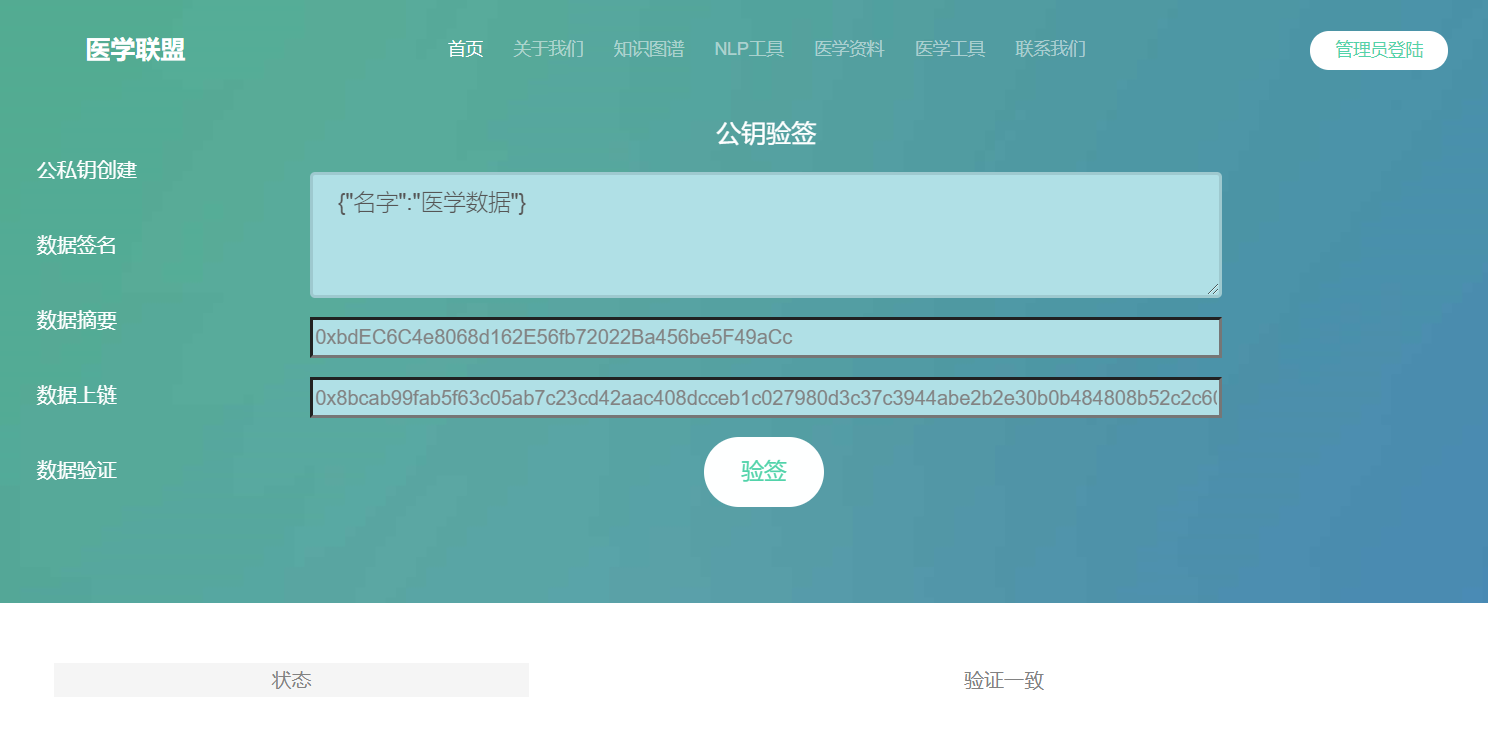 医学联盟
首页 关于我们 知识图谱 NLP工具 医学资料 医学工具 联系我们
管理员登陆
公钥验签
公私钥创建
数据签名
数据摘要
数据上链
数据验证
{"名字":"医学数据"}
0xbdEC6C4e8068d162E56fb72022Ba456be5F49aCc
0x8bcab99fab5f63c05ab7c23cd42aac408dcceb1c027980d3c37c3944abe2b2e30b0b484808b52c2c60
验签
状态 验证一致